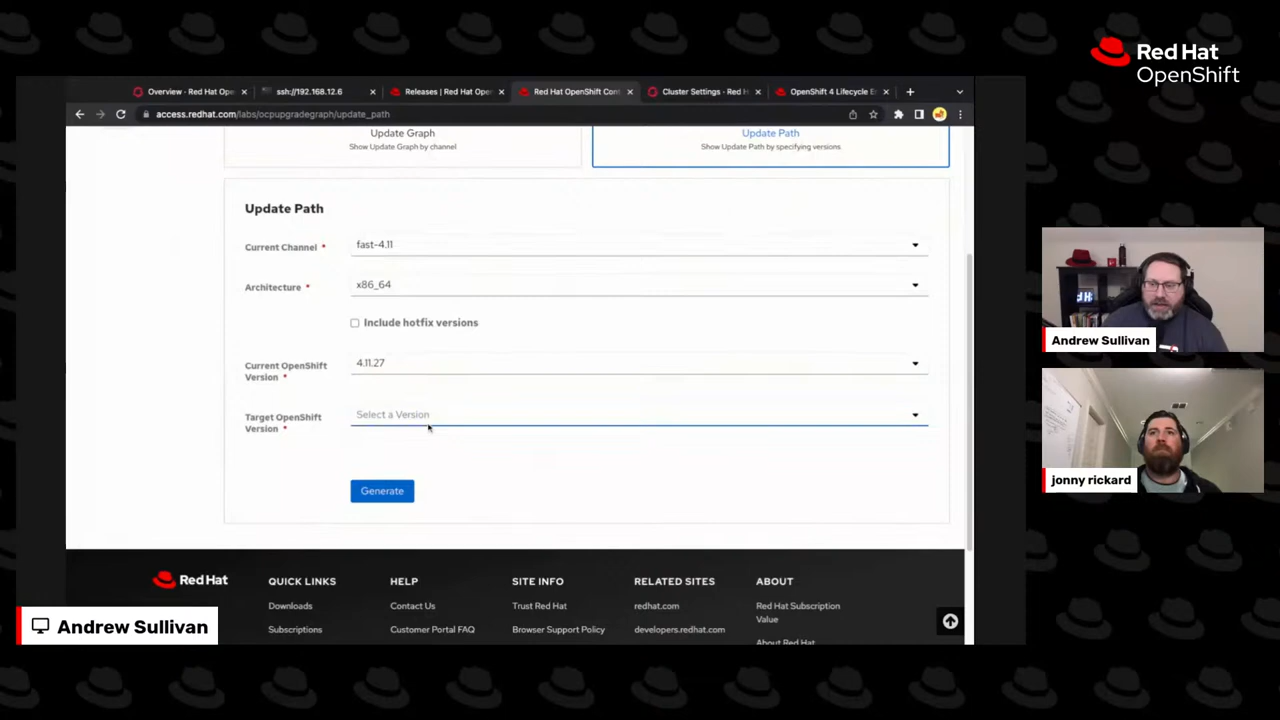 Red Hat
OpenShift
Overview - Red Hat Ope
ssh://192.168.12.6
Releases | Red Hat Open
Red Hat OpenShift Con
Cluster Settings - Red H
OpenShift 4 Lifecycle E
access.redhat.com/labs/ocpupgradegraph/update_path
Update Graph
Show Update Graph by channel
Update Path
Show Update Path by specifying versions
Update Path
Current Channel *
fast-4.11
Architecture *
x86_64
Include hotfix versions
Current OpenShift
Version *
4.11.27
Target OpenShift
Version *
Select a Version
Generate
Andrew Sullivan
jonny rickard
Red Hat
QUICK LINKS
Downloads
Subscriptions
HELP
Contact Us
Customer Portal FAQ
SITE INFO
Trust Red Hat
Browser Support Policy
RELATED SITES
redhat.com
developers.redhat.com
ABOUT
Red Hat Subscription
Value
About Red Hat
Andrew Sullivan